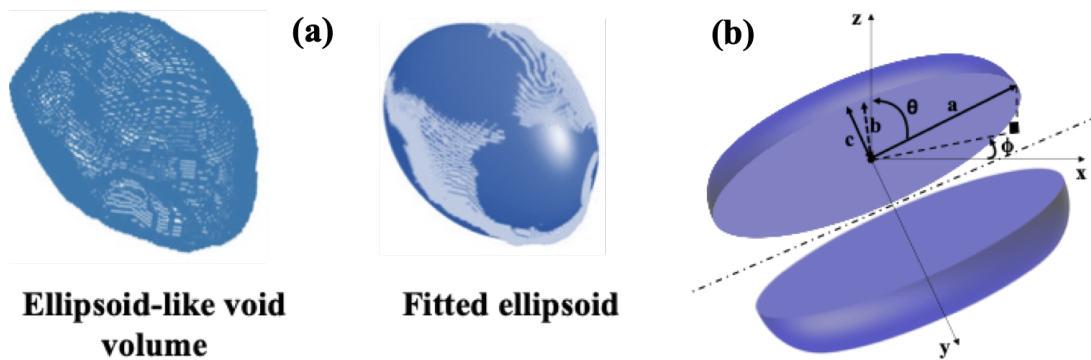 (a)
Ellipsoid-like void
volume
Fitted ellipsoid
(b)
z
θ
a
b
c
ϕ
x
y